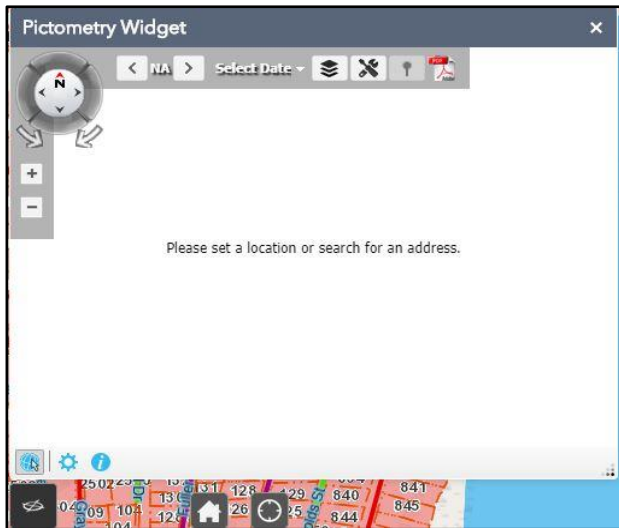 Pictometry Widget
N
NA Select Date
PDF
Please set a location or search for an address.
128 129 840 841
104 845
844